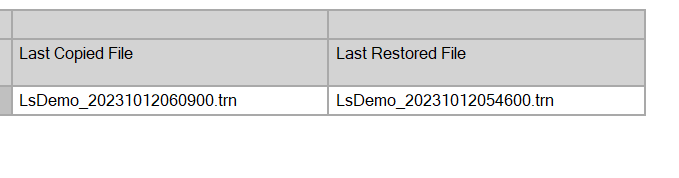 Last Copied File
Last Restored File
LsDemo_20231012060900.trn
LsDemo_20231012054600.trn